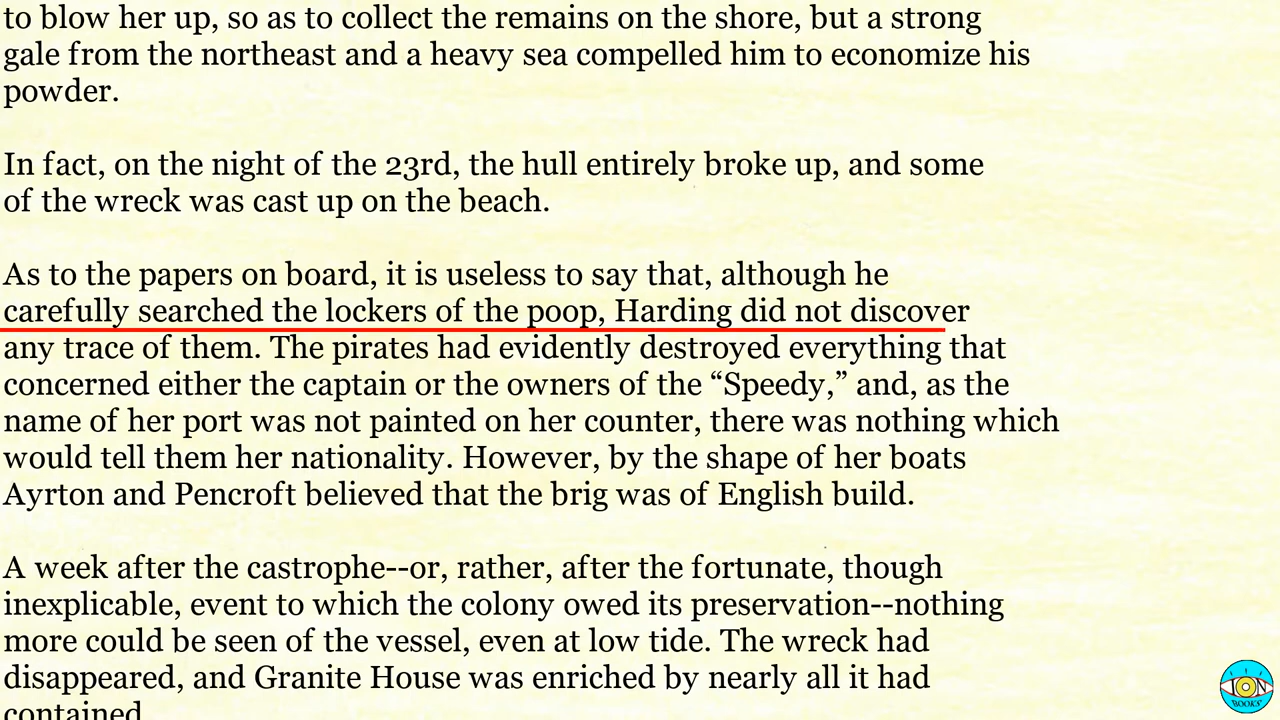 to blow her up, so as to collect the remains on the shore, but a strong
gale from the northeast and a heavy sea compelled him to economize his
powder.
In fact, on the night of the 23rd, the hull entirely broke up, and some
of the wreck was cast up on the beach.
As to the papers on board, it is useless to say that, although he
carefully searched the lockers of the poop, Harding did not discover
any trace of them. The pirates had evidently destroyed everything that
concerned either the captain or the owners of the “Speedy,” and, as the
name of her port was not painted on her counter, there was nothing which
would tell them her nationality. However, by the shape of her boats
Ayrton and Pencroft believed that the brig was of English build.
A week after the castrophe--or, rather, after the fortunate, though
inexplicable, event to which the colony owed its preservation--nothing
more could be seen of the vessel, even at low tide. The wreck had
disappeared, and Granite House was enriched by nearly all it had
contained.
ION
BOOKS